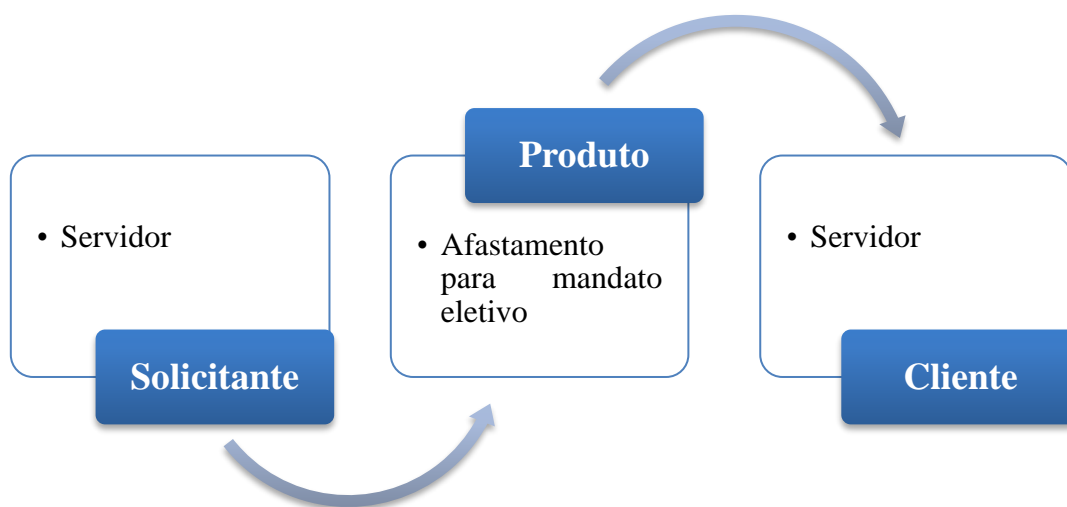 • Servidor
Solicitante
Produto
• Afastamento
para mandato
eletivo
• Servidor
Cliente